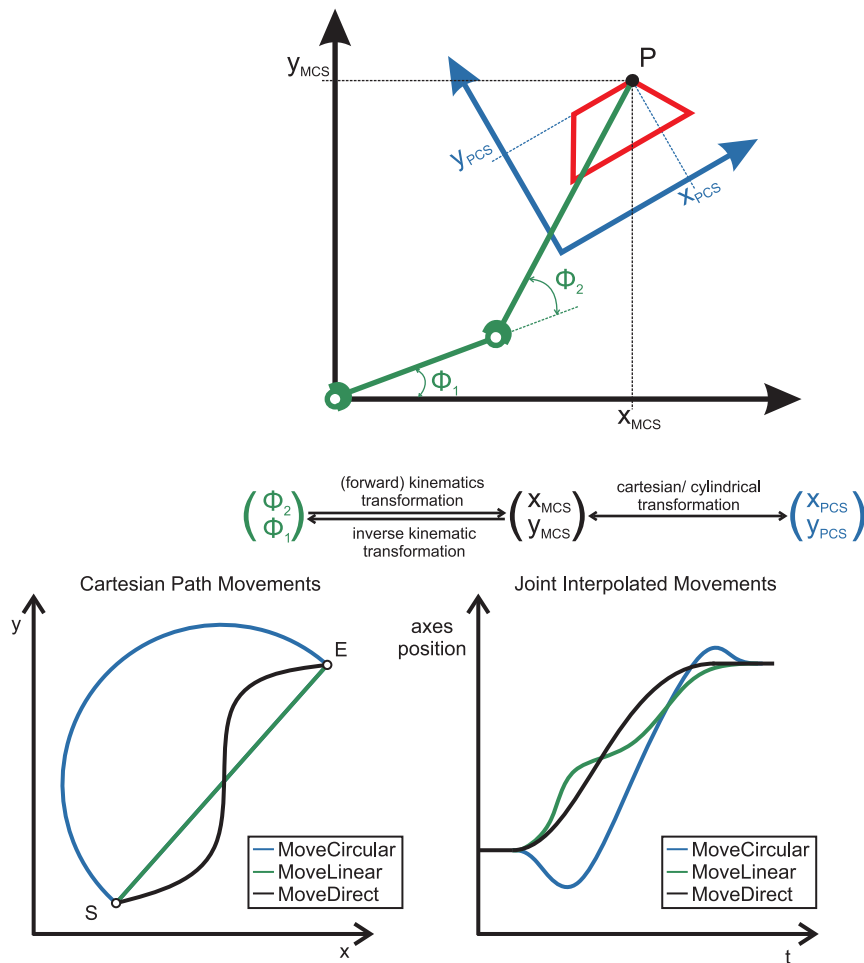 P
yMCS
yPCS
xPCS
Φ2
Φ1
xMCS
(forward) kinematics
transformation
inverse kinematic
transformation
cartesian/ cylindrical
transformation
(Φ2
Φ1)
(xMCS
yMCS)
(xPCS
yPCS)
Cartesian Path Movements
y
E
S
x
MoveCircular
MoveLinear
MoveDirect
Joint Interpolated Movements
axes
position
MoveCircular
MoveLinear
MoveDirect
t